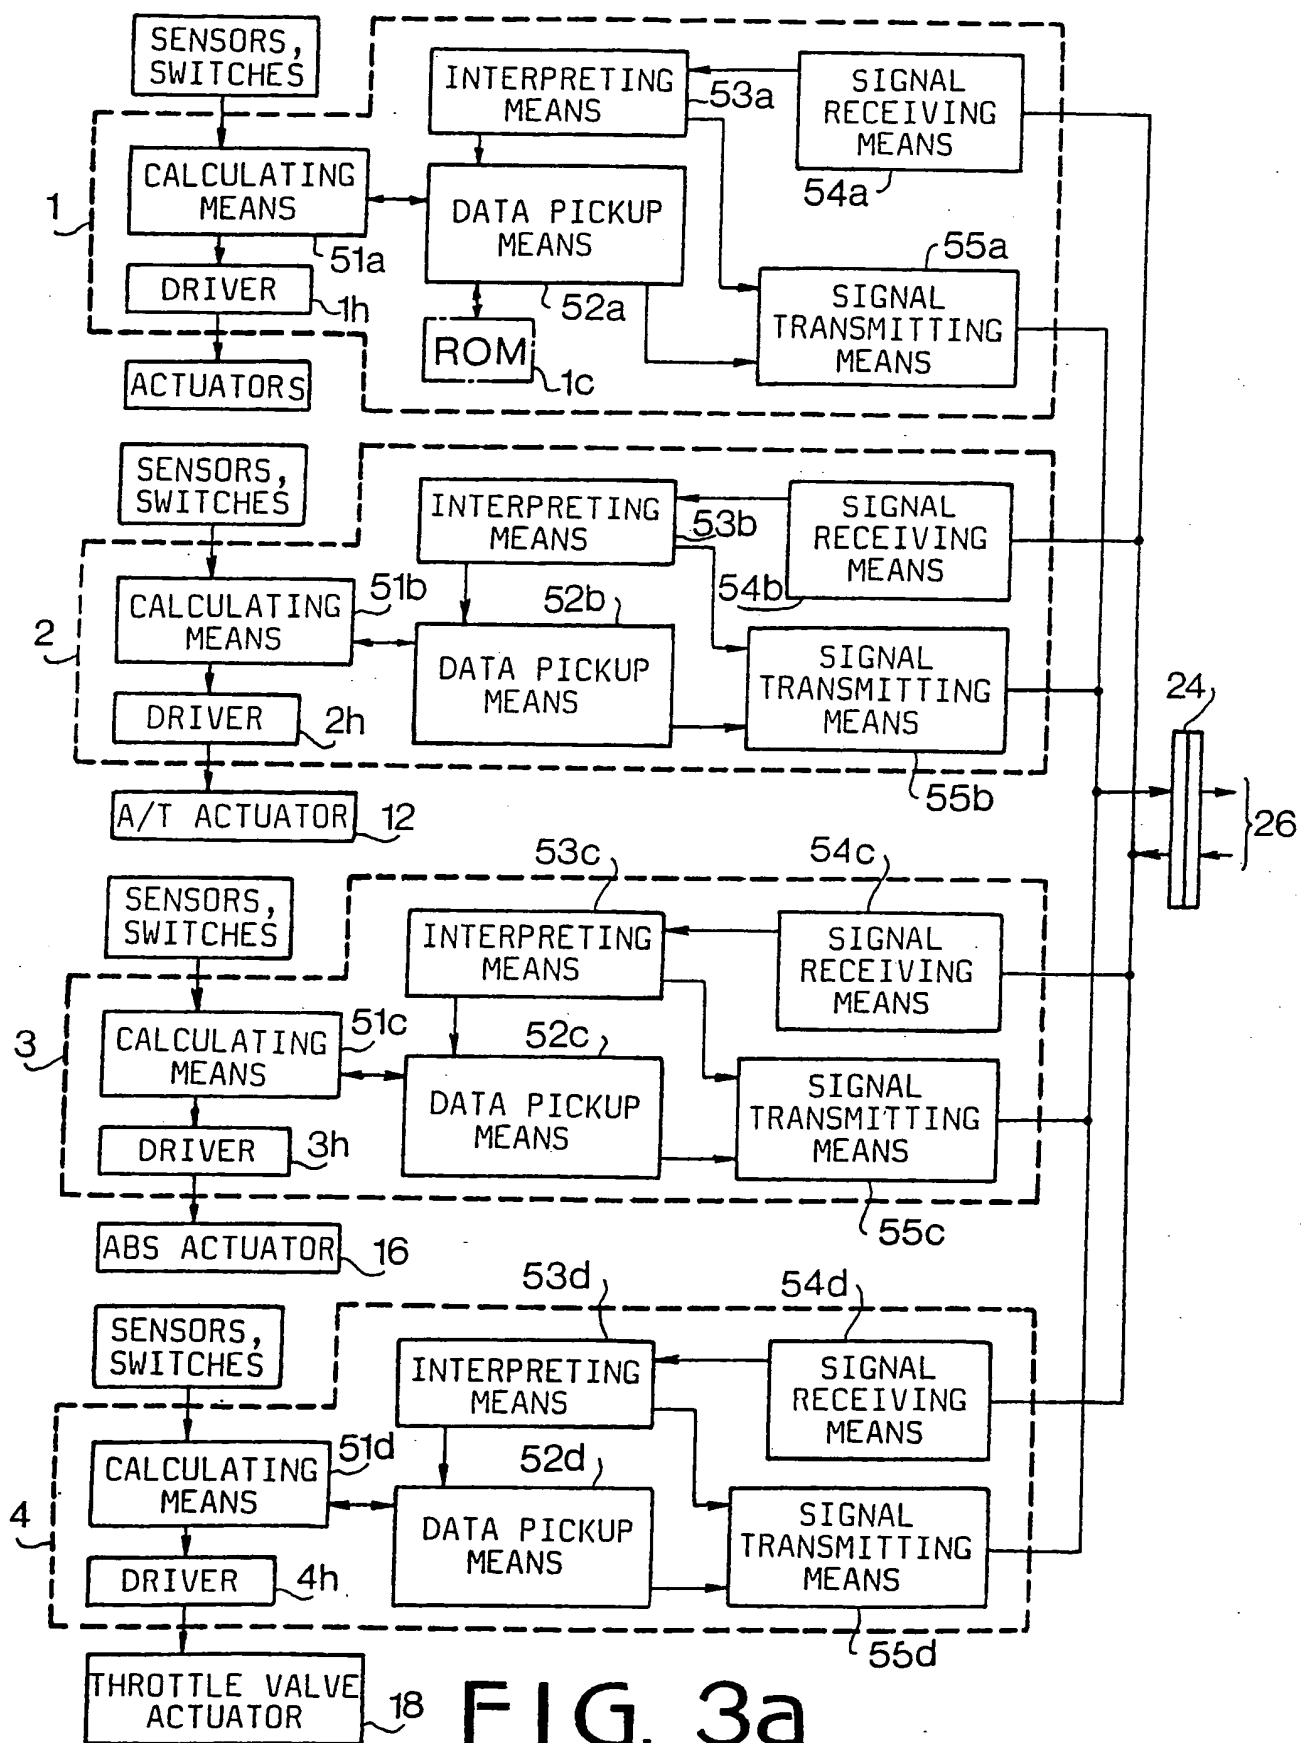 SENSORS,
SWITCHES
INTERPRETING
MEANS
53a
SIGNAL
RECEIVING
MEANS
54a
1
CALCULATING
MEANS
51a
DATA PICKUP
MEANS
52a
55a
SIGNAL
TRANSMITTING
MEANS
DRIVER
1h
ROM
1c
ACTUATORS
SENSORS,
SWITCHES
INTERPRETING
MEANS
53b
SIGNAL
RECEIVING
MEANS
54b
2
CALCULATING
MEANS
51b
52b
DATA PICKUP
MEANS
SIGNAL
TRANSMITTING
MEANS
55b
DRIVER
2h
A/T ACTUATOR
12
24
26
SENSORS,
SWITCHES
53c
INTERPRETING
MEANS
54c
SIGNAL
RECEIVING
MEANS
3
CALCULATING
MEANS
51c
52c
DATA PICKUP
MEANS
SIGNAL
TRANSMITTING
MEANS
55c
DRIVER
3h
ABS ACTUATOR
16
SENSORS,
SWITCHES
53d
INTERPRETING
MEANS
54d
SIGNAL
RECEIVING
MEANS
4
CALCULATING
MEANS
51d
52d
DATA PICKUP
MEANS
SIGNAL
TRANSMITTING
MEANS
55d
DRIVER
4h
THROTTLE VALVE
ACTUATOR
18
FIG. 3a